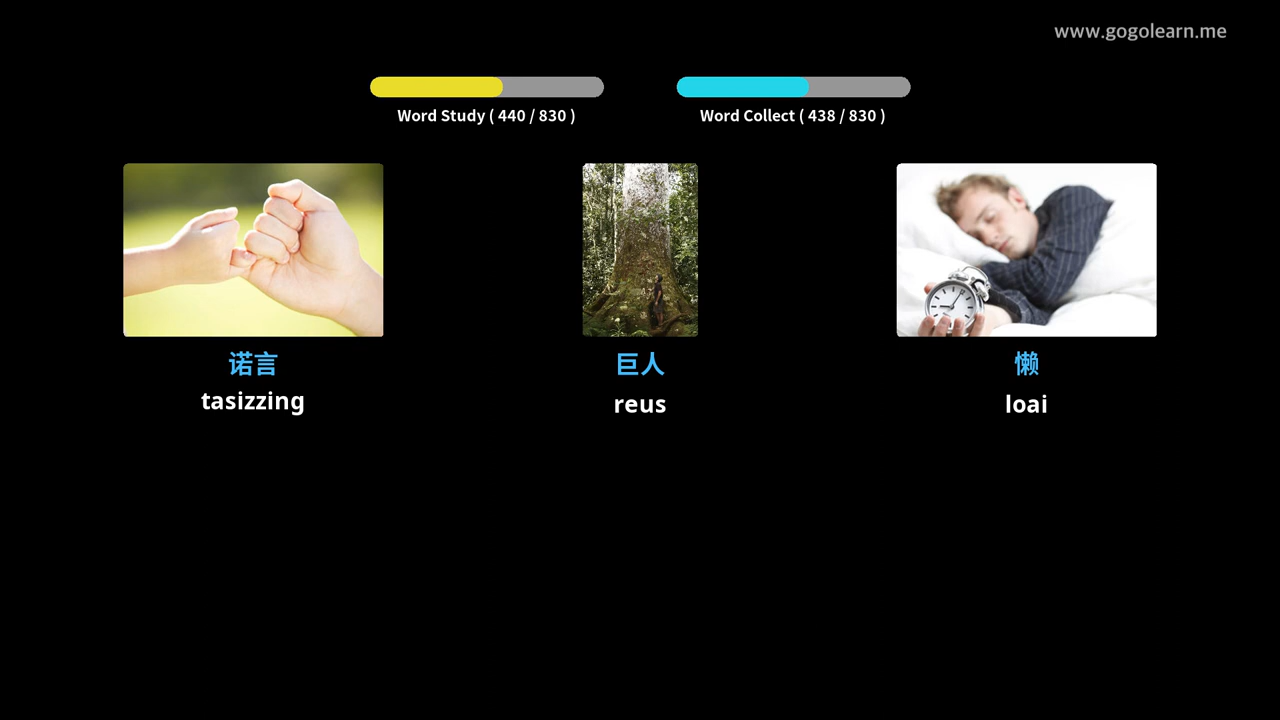 www.gogolearn.me
Word Study ( 440 / 830 )
Word Collect ( 438 / 830 )
诺言
巨人
懒
tasizzing
reus
loai